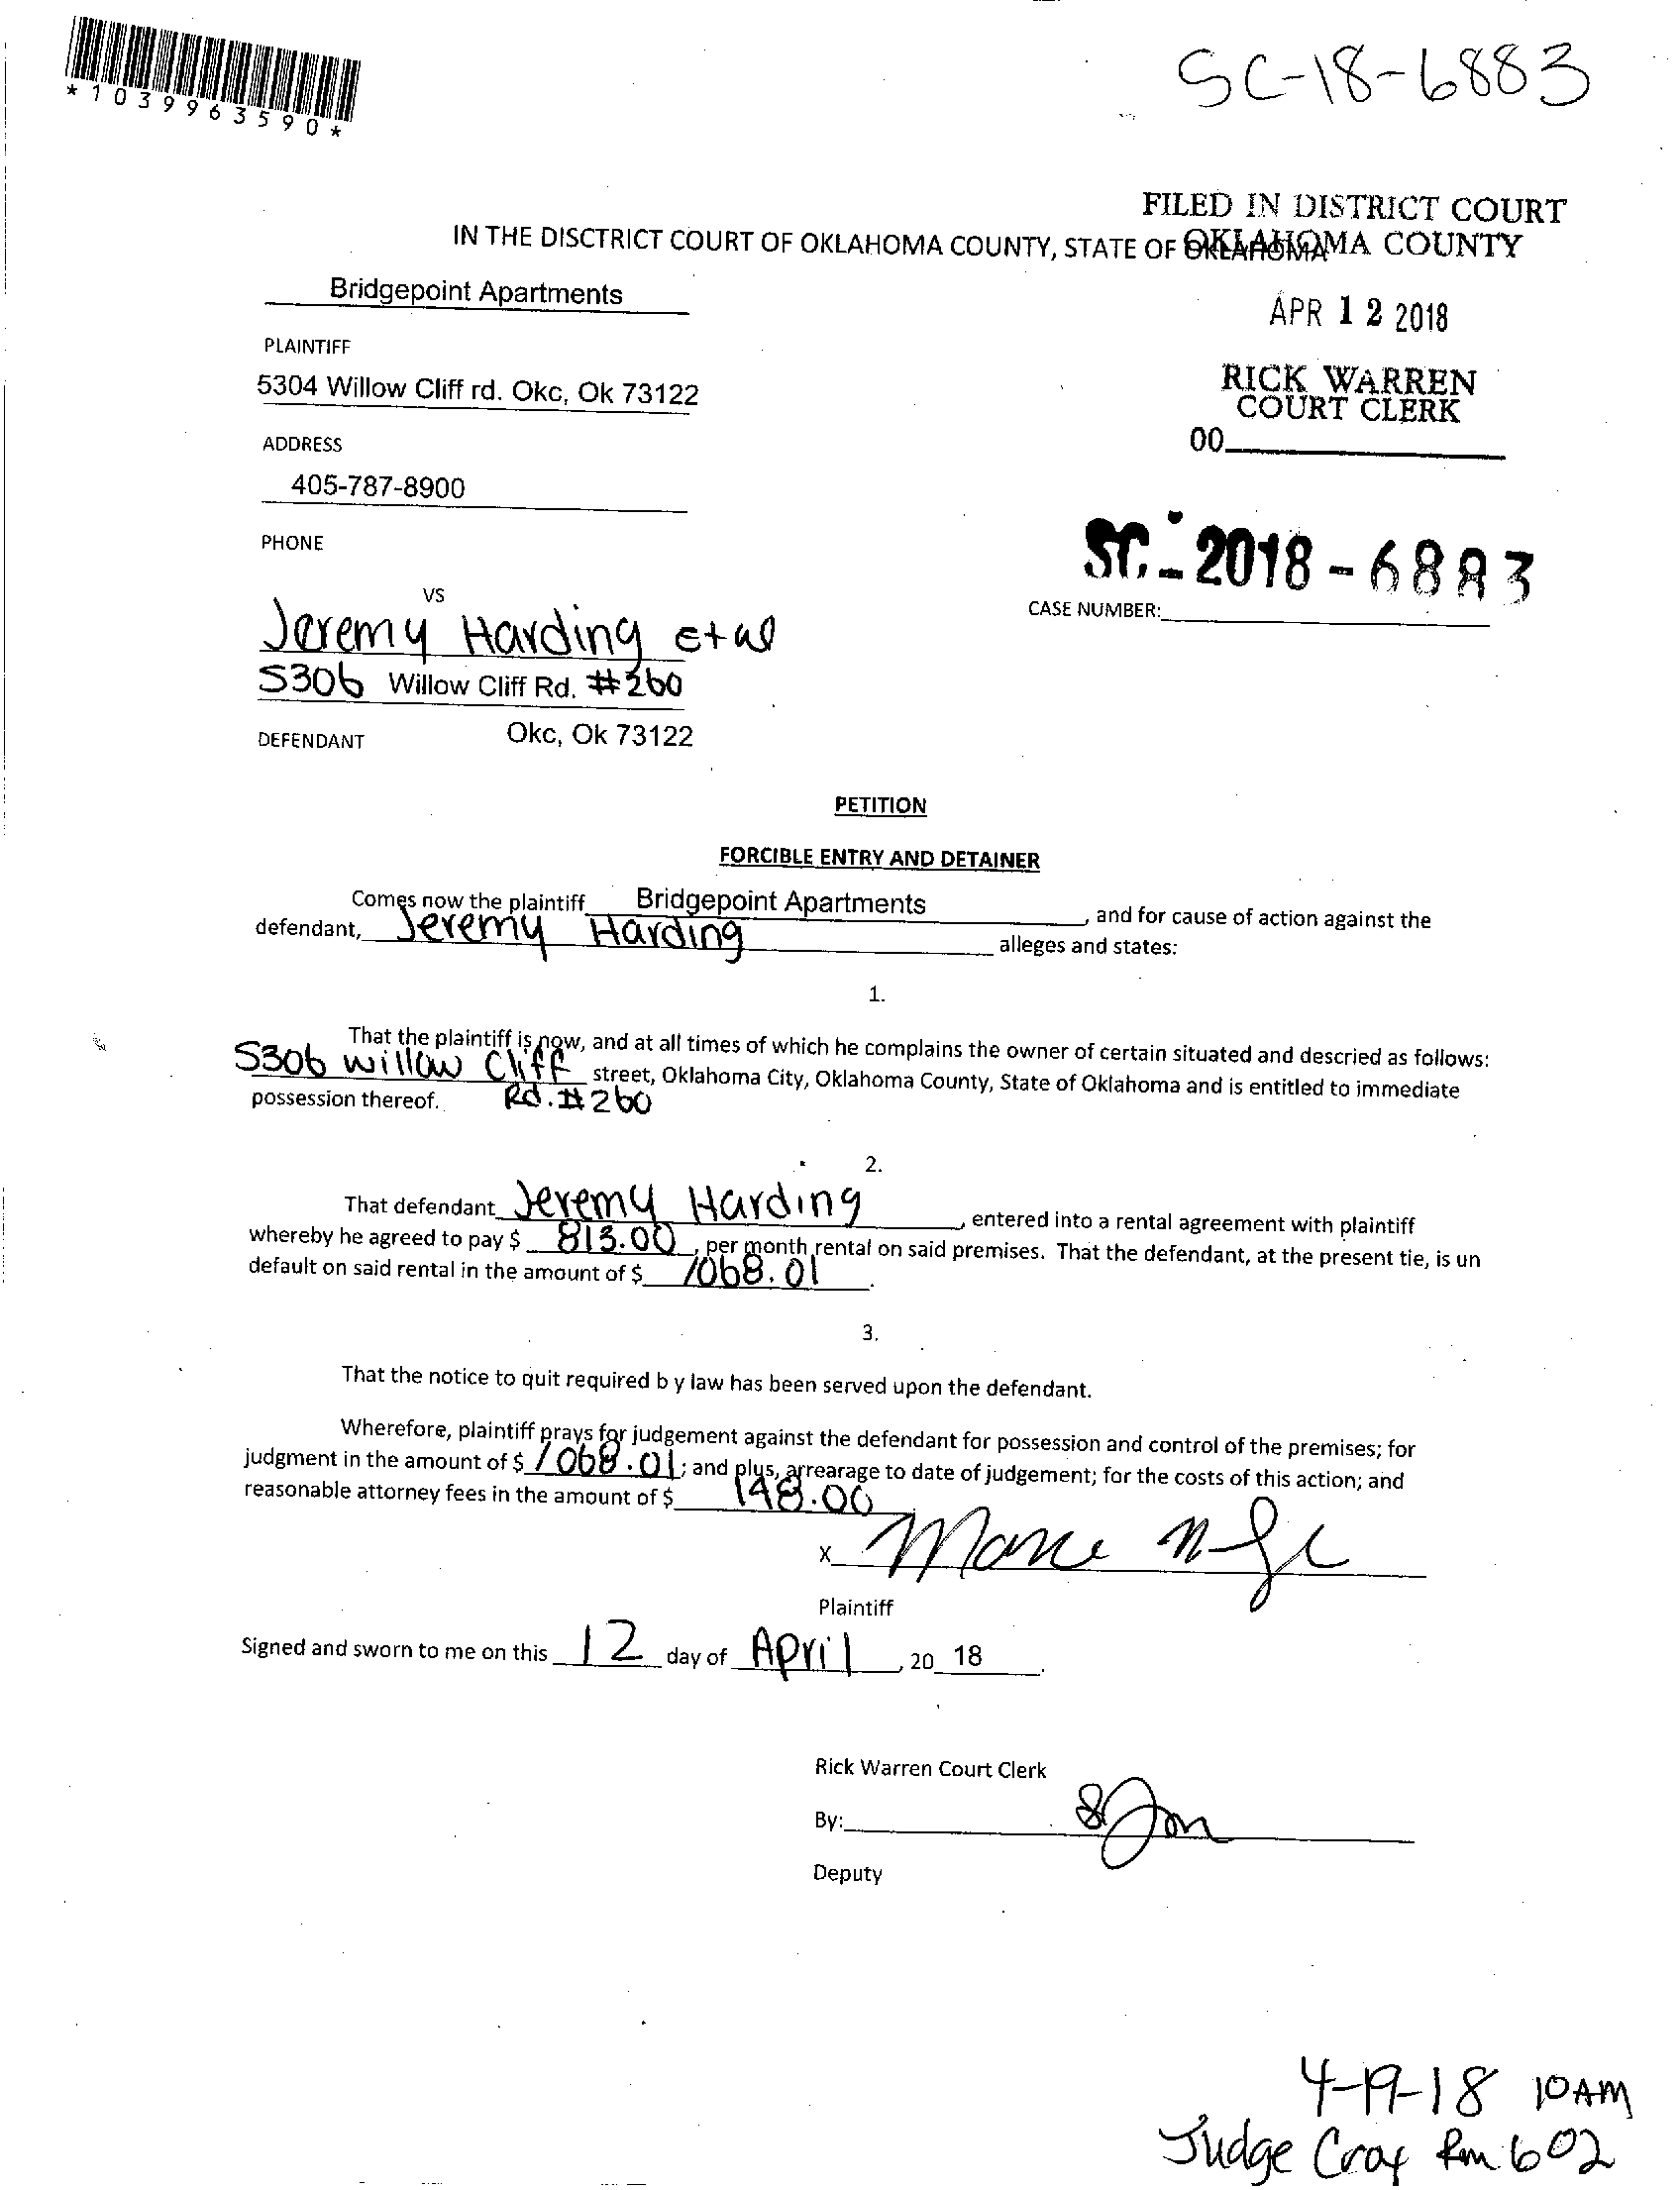 *1039963590*
SC-18-6883
FILED IN DISTRICT COURT
OKLAHOMA COUNTY
IN THE DISCTRICT COURT OF OKLAHOMA COUNTY, STATE OF OKLAHOMA
Bridgepoint Apartments
APR 12 2018
PLAINTIFF
5304 Willow Cliff rd. Okc, Ok 73122
RICK WARREN
COURT CLERK
ADDRESS
00
405-787-8900
PHONE
SC-2018-6883
CASE NUMBER:
VS
Jeremy Harding et al
5306 Willow Cliff Rd. #260
DEFENDANT Okc, Ok 73122
PETITION
FORCIBLE ENTRY AND DETAINER
Comes now the plaintiff Bridgepoint Apartments, and for cause of action against the
defendant, Jeremy Harding alleges and states:
1.
That the plaintiff is now, and at all times of which he complains the owner of certain situated and descried as follows:
5306 Willow Cliff street, Oklahoma City, Oklahoma County, State of Oklahoma and is entitled to immediate
possession thereof. Rd. #260
2.
That defendant Jeremy Harding, entered into a rental agreement with plaintiff
whereby he agreed to pay $ 813.00, per month rental on said premises. That the defendant, at the present tie, is un
default on said rental in the amount of $ 1068.01.
3.
That the notice to quit required b y law has been served upon the defendant.
Wherefore, plaintiff prays for judgement against the defendant for possession and control of the premises; for
judgment in the amount of $ 1068.01; and plus, arrearage to date of judgement; for the costs of this action; and
reasonable attorney fees in the amount of $ 148.00
X
Plaintiff
Signed and sworn to me on this 12 day of April, 20 18.
Rick Warren Court Clerk
By:
Deputy
4-19-18 10AM
Judge Rm 602